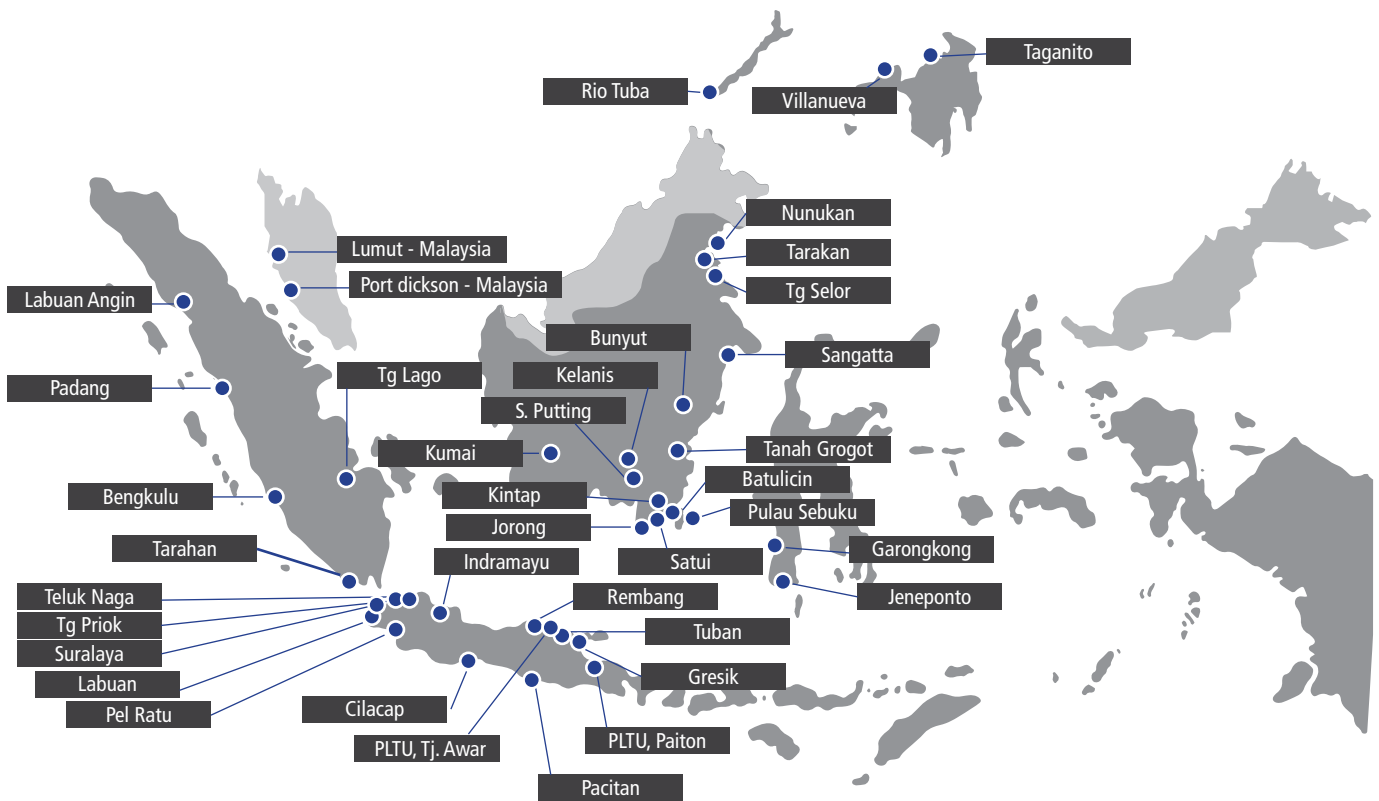 Taganito
Rio Tuba
Villanueva
Nunukan
Lumut - Malaysia
Tarakan
Port dickson - Malaysia
Tg Selor
Labuan Angin
Bunyut
Sangatta
Tg Lago
Kelanis
Padang
S. Putting
Kumai
Tanah Grogot
Batulicin
Bengkulu
Kintap
Pulau Sebuku
Jorong
Tarahan
Indramayu
Satui
Garongkong
Teluk Naga
Rembang
Jeneponto
Tg Priok
Tuban
Suralaya
Labuan
Gresik
Pel Ratu
Cilacap
PLTU, Tj. Awar
PLTU, Paiton
Pacitan